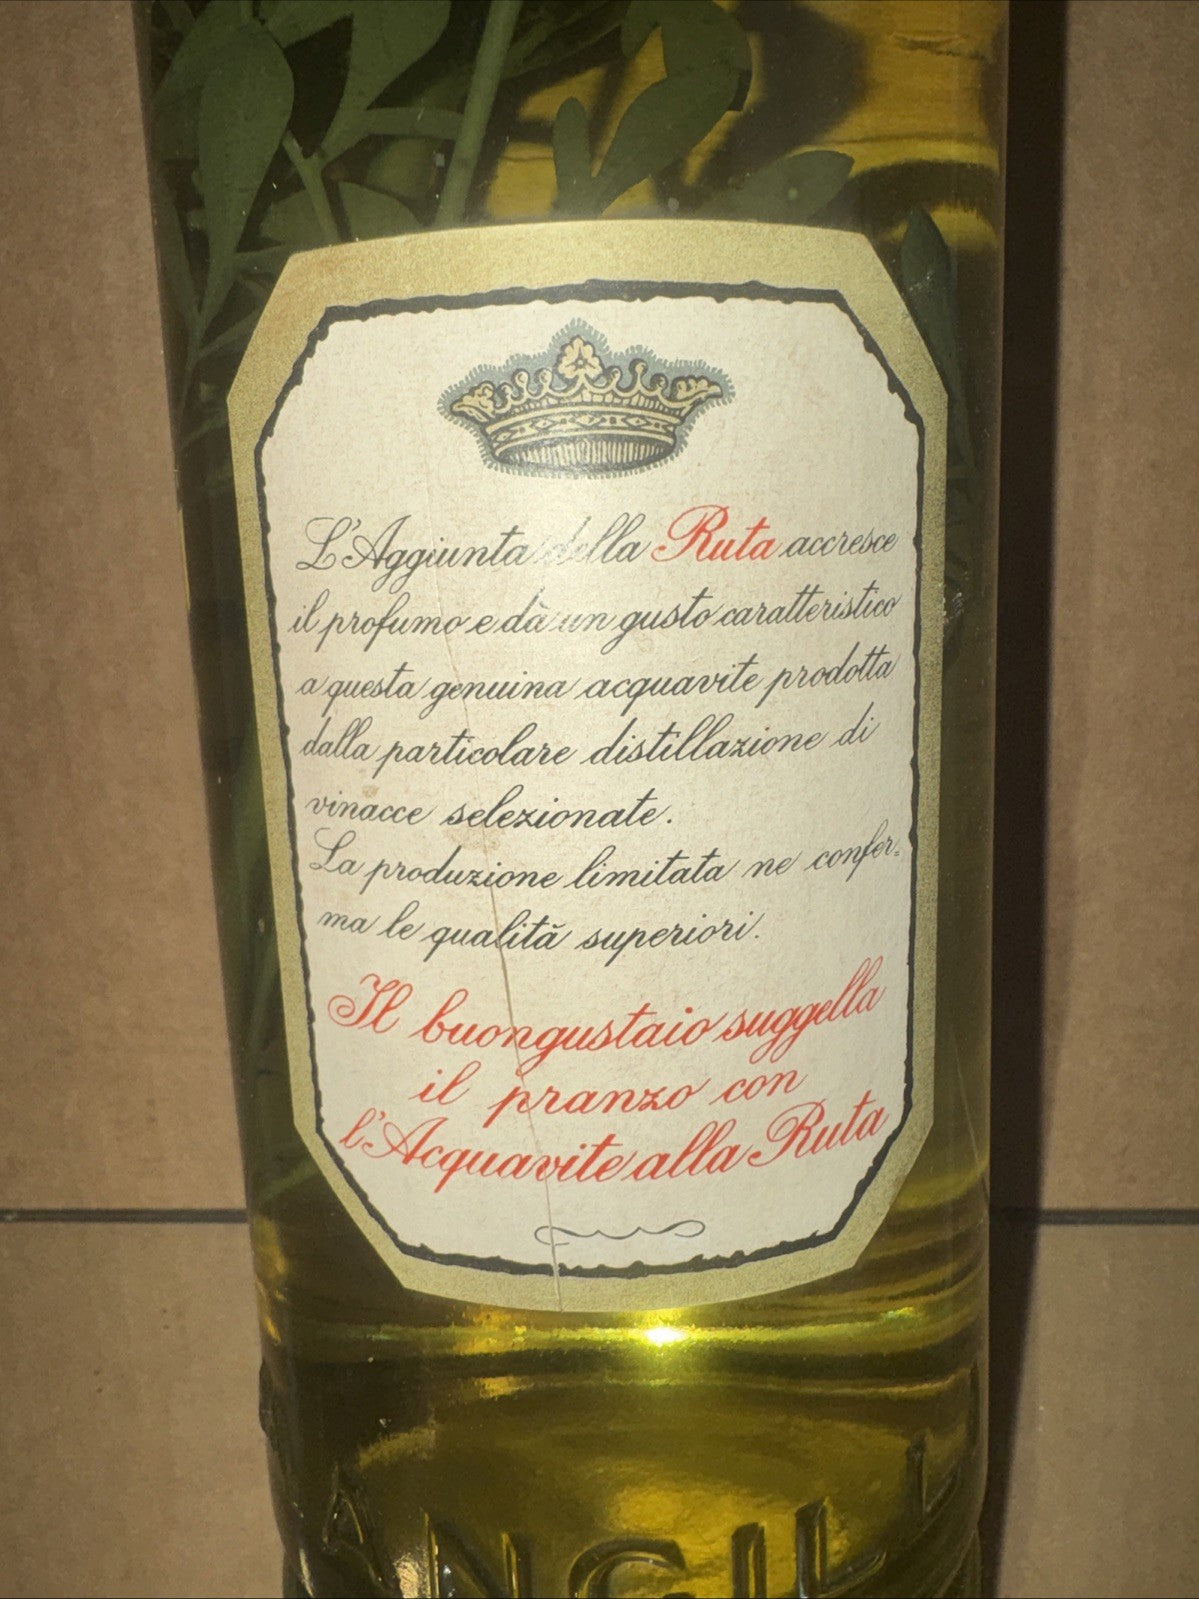 L'Aggiunta della Ruta accresce
il profumo e dà un gusto caratteristico
a questa genuina acquavite prodotta
dalla particolare distillazione di
vinacce selezionate.
La produzione limitata ne confer=
ma le qualità superiori.
Il buongustaio suggella
il pranzo con
l'Acquavite alla Ruta